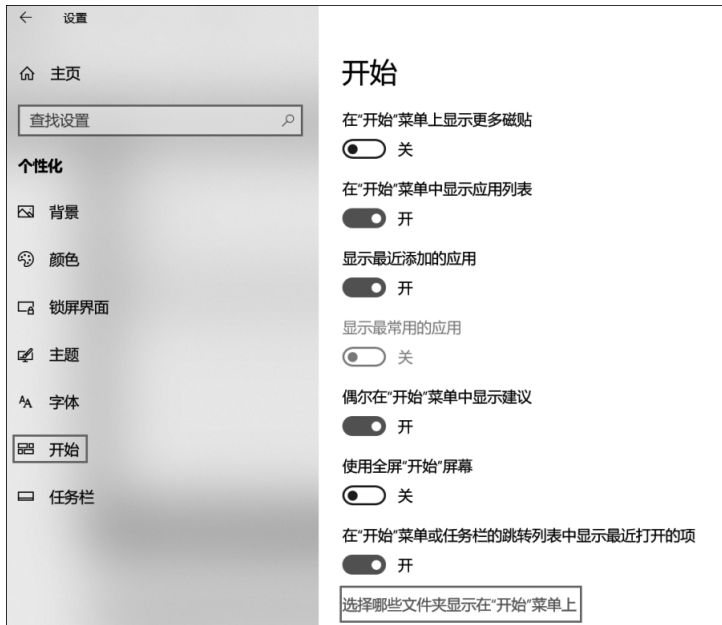 设置
主页
查找设置
个性化
背景
颜色
锁屏界面
主题
字体
开始
任务栏
开始
在"开始"菜单上显示更多磁贴
关
在"开始"菜单中显示应用列表
开
显示最近添加的应用
开
显示最常用的应用
关
偶尔在"开始"菜单中显示建议
开
使用全屏"开始"屏幕
关
在"开始"菜单或任务栏的跳转列表中显示最近打开的项
开
选择哪些文件夹显示在"开始"菜单上